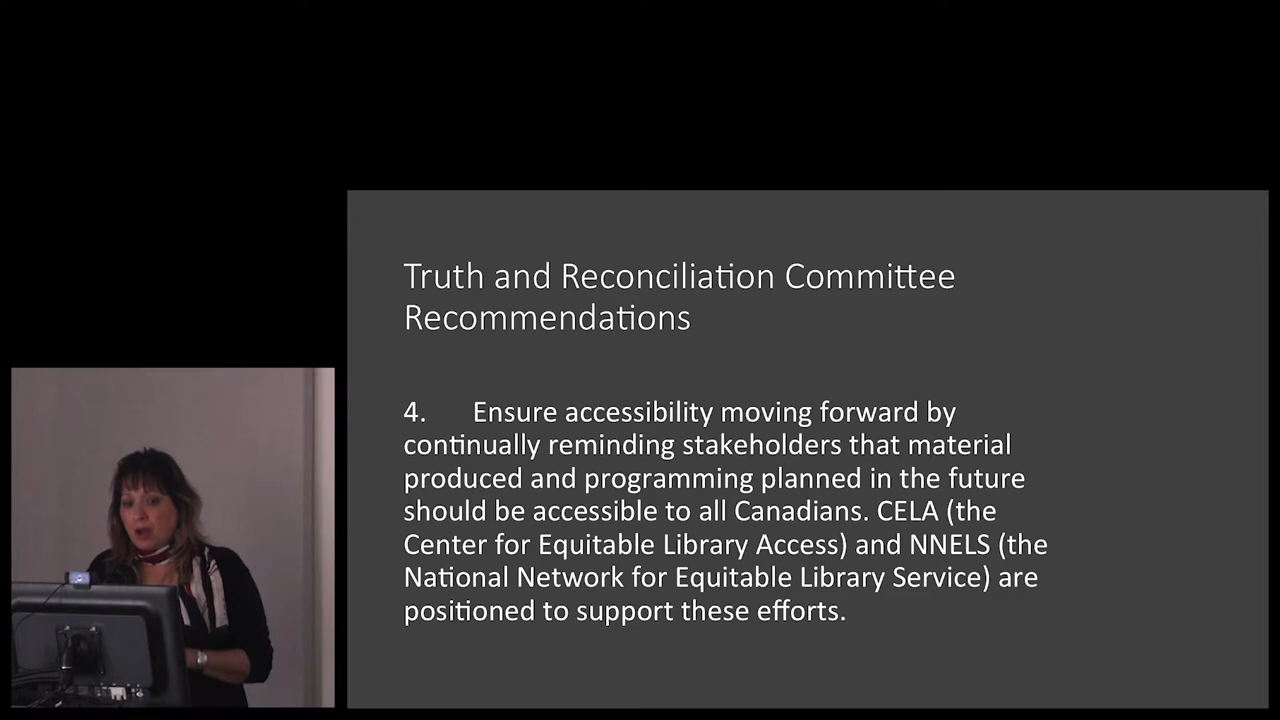 Truth and Reconciliation Committee
Recommendations
4. Ensure accessibility moving forward by
continually reminding stakeholders that material
produced and programming planned in the future
should be accessible to all Canadians. CELA (the
Center for Equitable Library Access) and NNELS (the
National Network for Equitable Library Service) are
positioned to support these efforts.